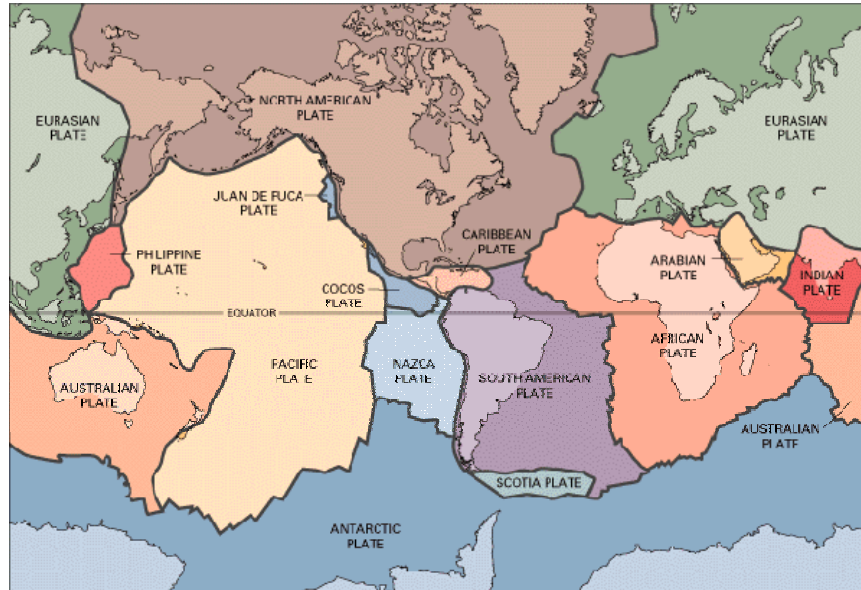 NORTH AMERICAN
PLATE
EURASIAN
PLATE
EURASIAN
PLATE
JUAN DE FUCA
PLATE
CARIBBEAN
PLATE
PHILIPPINE
PLATE
ARABIAN
PLATE
INDIAN
PLATE
COCOS
PLATE
EQUATOR
AFRICAN
PLATE
PACIFIC
PLATE
NAZCA
PLATE
SOUTH AMERICAN
PLATE
AUSTRALIAN
PLATE
AUSTRALIAN
PLATE
SCOTIA PLATE
ANTARCTIC
PLATE